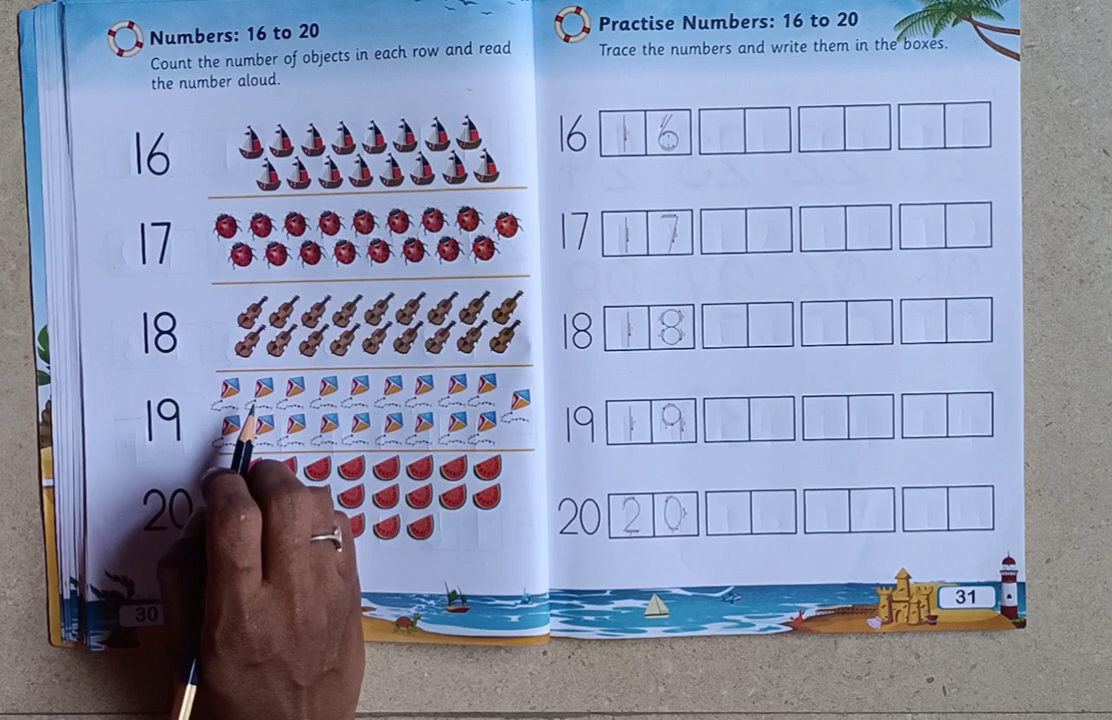 Numbers: 16 to 20
Count the number of objects in each row and read
the number aloud.
16
17
18
19
20
30
Practise Numbers: 16 to 20
Trace the numbers and write them in the boxes.
16 16
17 17
18 18
19 19
20 20
31